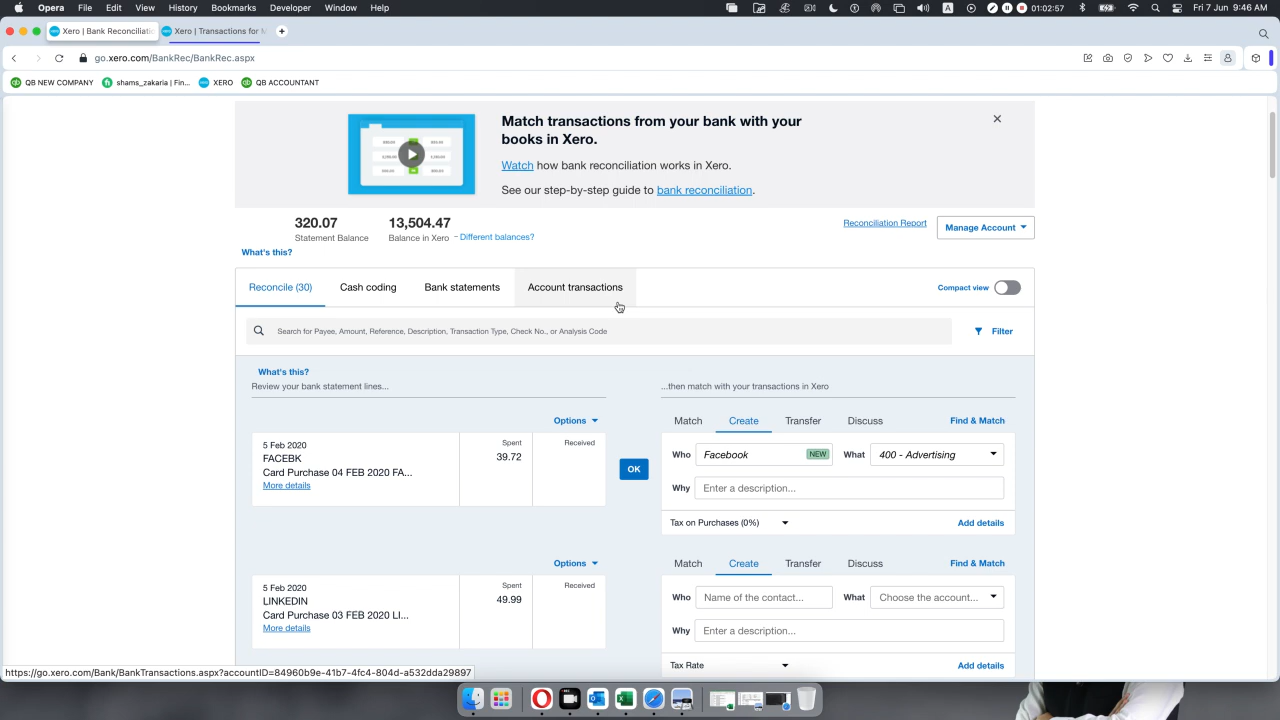 Opera File Edit View History Bookmarks Developer Window Help 01:02:57 Fri 7 Jun 9:46 AM
Xero | Bank Reconciliatio Xero | Transactions for M
go.xero.com/BankRec/BankRec.aspx
QB NEW COMPANY shams_zakaria | Fin... XERO QB ACCOUNTANT
Match transactions from your bank with your
books in Xero.
Watch how bank reconciliation works in Xero.
See our step-by-step guide to bank reconciliation.
320.07 13,504.47 Reconciliation Report Manage Account
Statement Balance Balance in Xero - Different balances?
What's this?
Reconcile (30) Cash coding Bank statements Account transactions Compact view
Search for Payee, Amount, Reference, Description, Transaction Type, Check No., or Analysis Code Filter
What's this?
Review your bank statement lines... ...then match with your transactions in Xero
Options Match Create Transfer Discuss Find & Match
5 Feb 2020 Spent Received
FACEBK 39.72 Who Facebook NEW What 400 - Advertising
Card Purchase 04 FEB 2020 FA... OK
More details Why Enter a description...
Tax on Purchases (0%) Add details
Options Match Create Transfer Discuss Find & Match
5 Feb 2020 Spent Received
LINKEDIN 49.99 Who Name of the contact... What Choose the account...
Card Purchase 03 FEB 2020 LI...
More details Why Enter a description...
Tax Rate Add details
https://go.xero.com/Bank/BankTransactions.aspx?accountID=84960b9e-41b7-4fc4-804d-a532dda29897